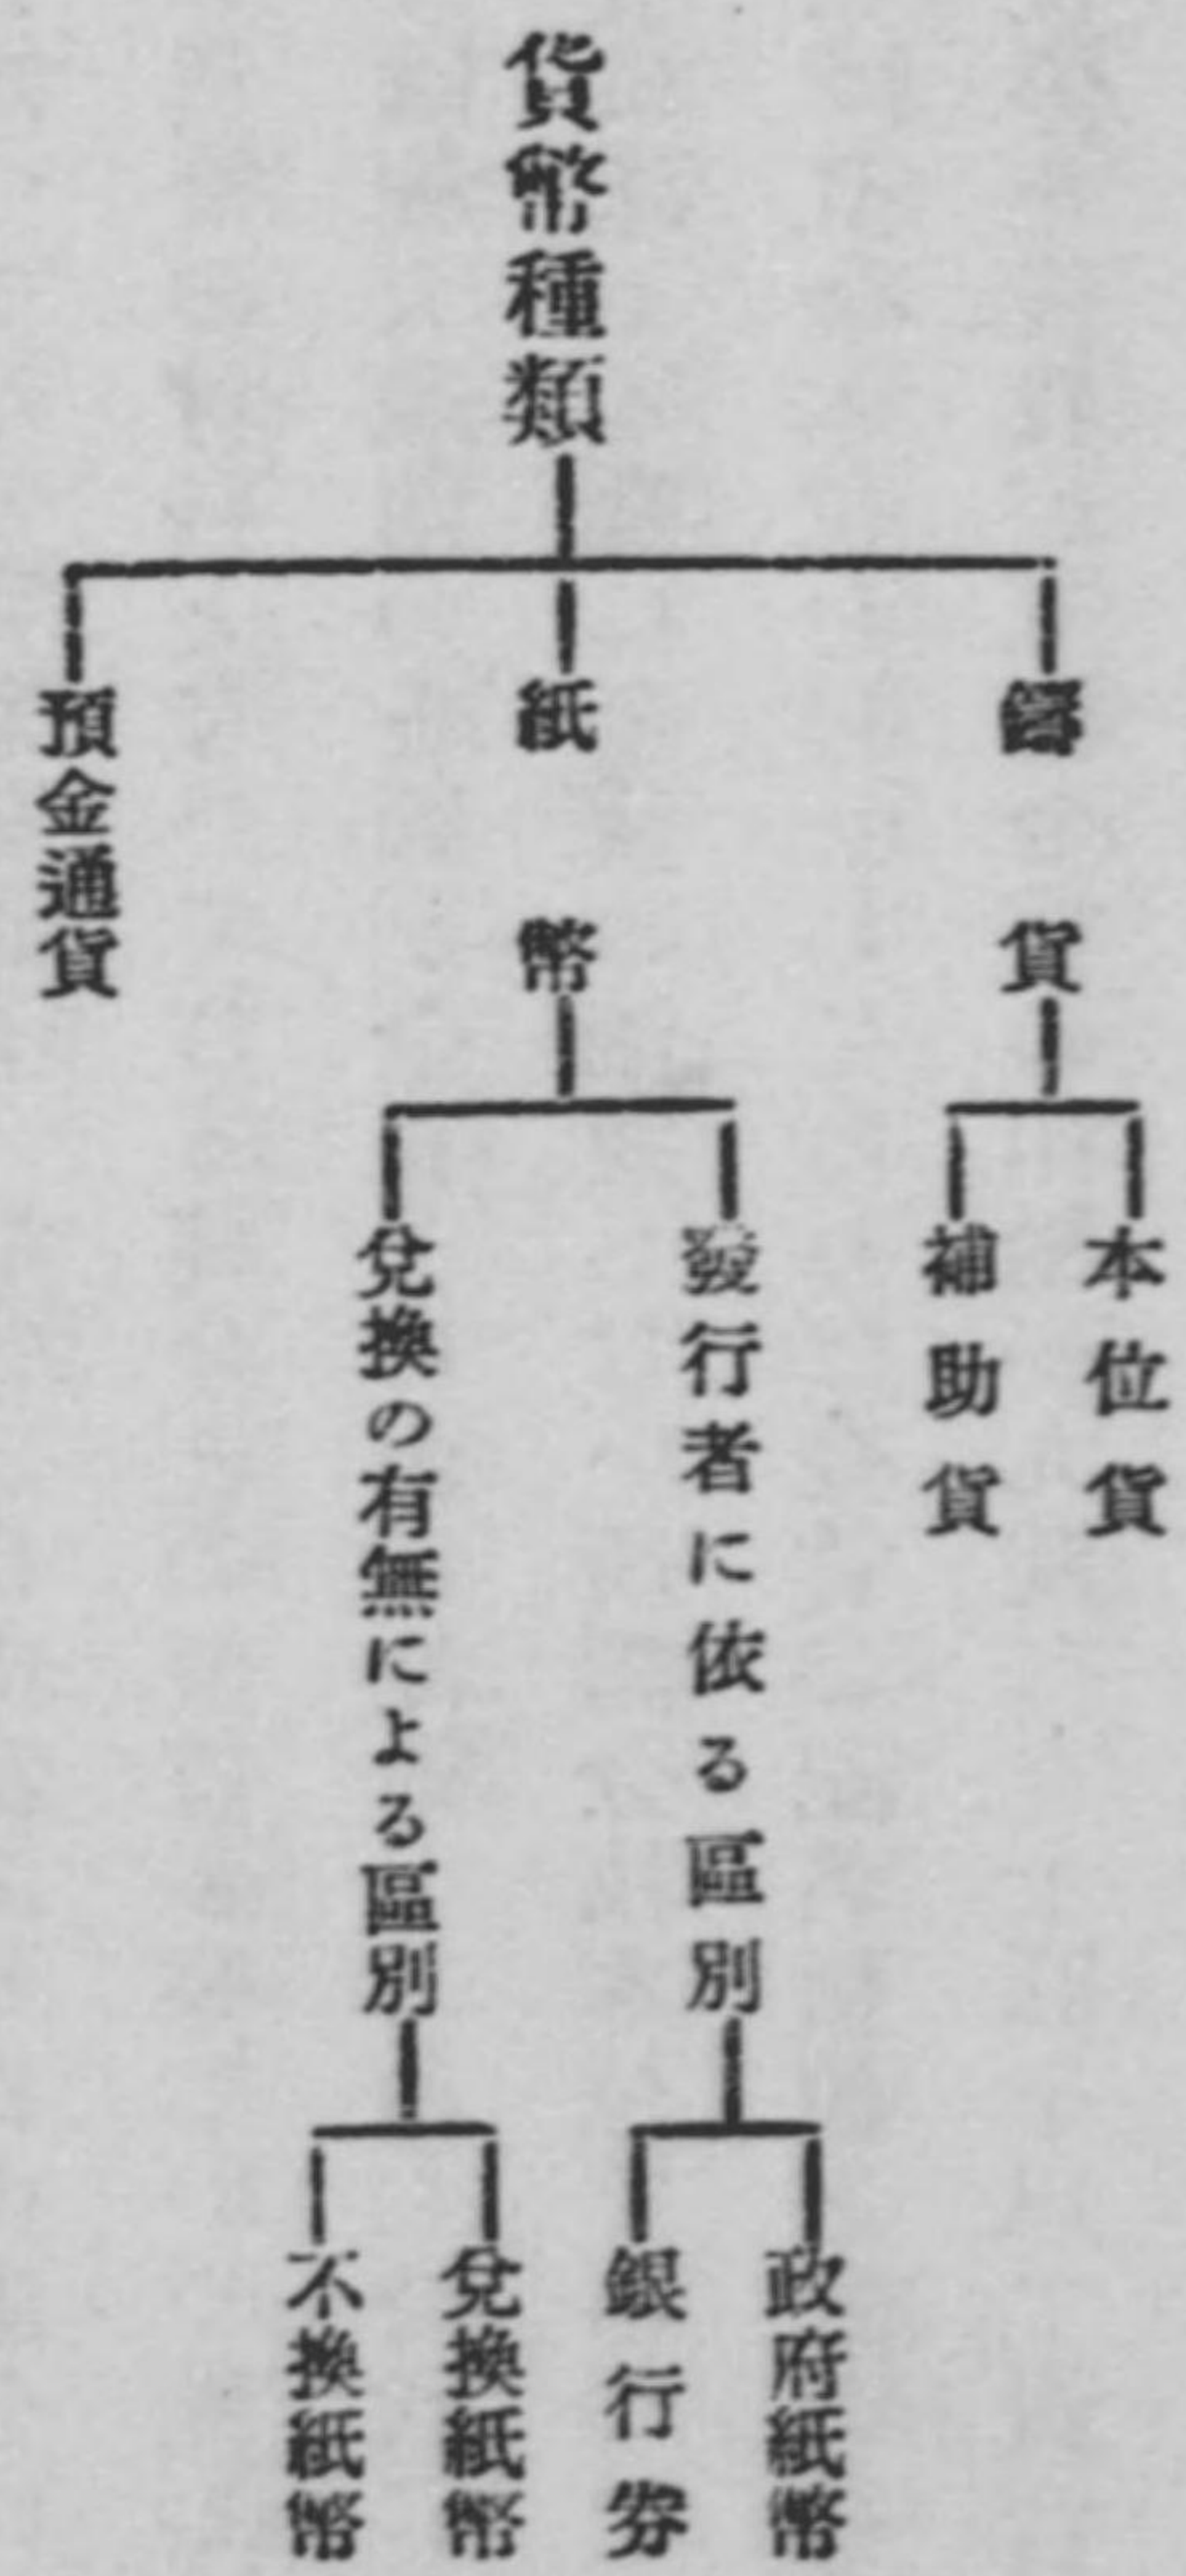 貨幣種類
貨
本位貨
補助貨
紙幣
發行者に依る區別
政府紙幣
銀行券
兌換の有無による區別
兌換紙幣
不換紙幣
預金通貨